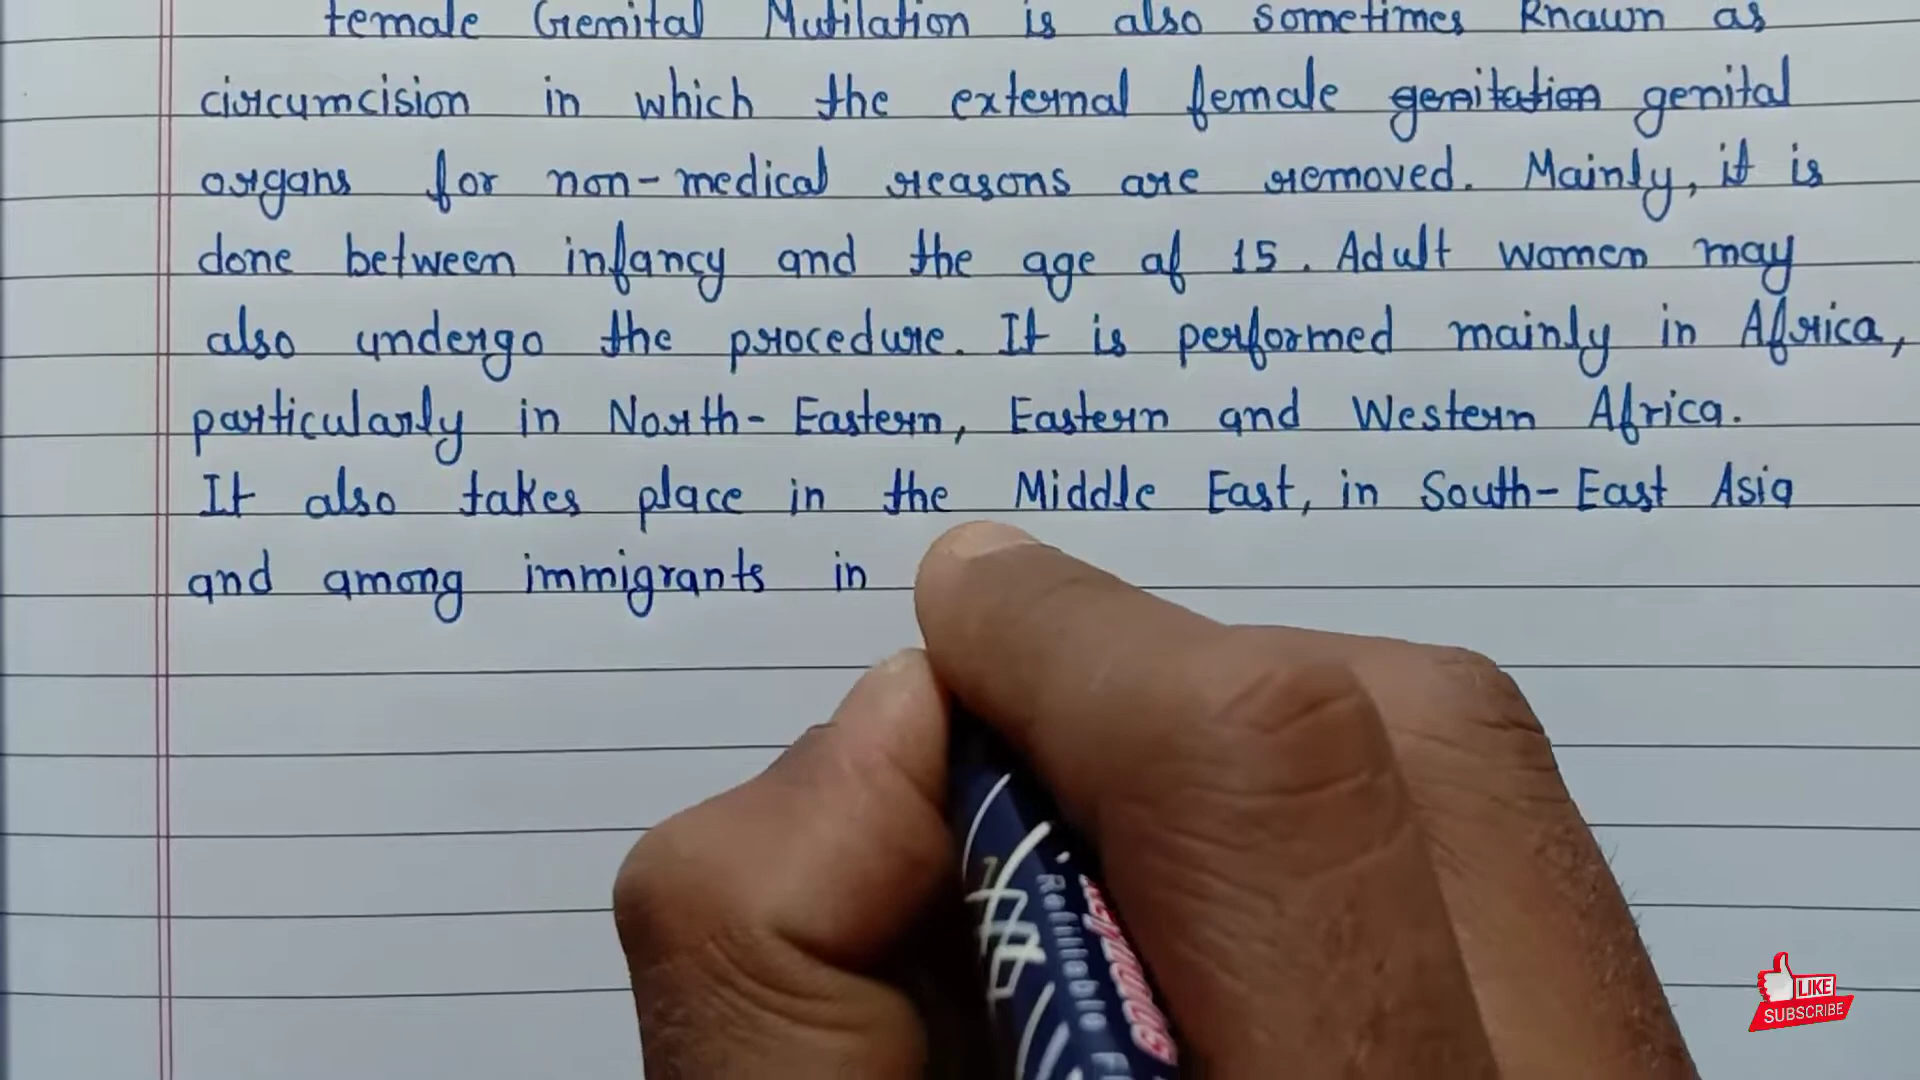 Female Genital Mutilation is also sometimes known as
circumcision in which the external female genitation genital
organs for non-medical reasons are removed. Mainly, it is
done between infancy and the age of 15. Adult women may
also undergo the procedure. It is performed mainly in Africa,
particularly in North-Eastern, Eastern and Western Africa.
It also takes place in the Middle East, in South-East Asia
and among immigrants in
Refillable
LIKE
SUBSCRIBE